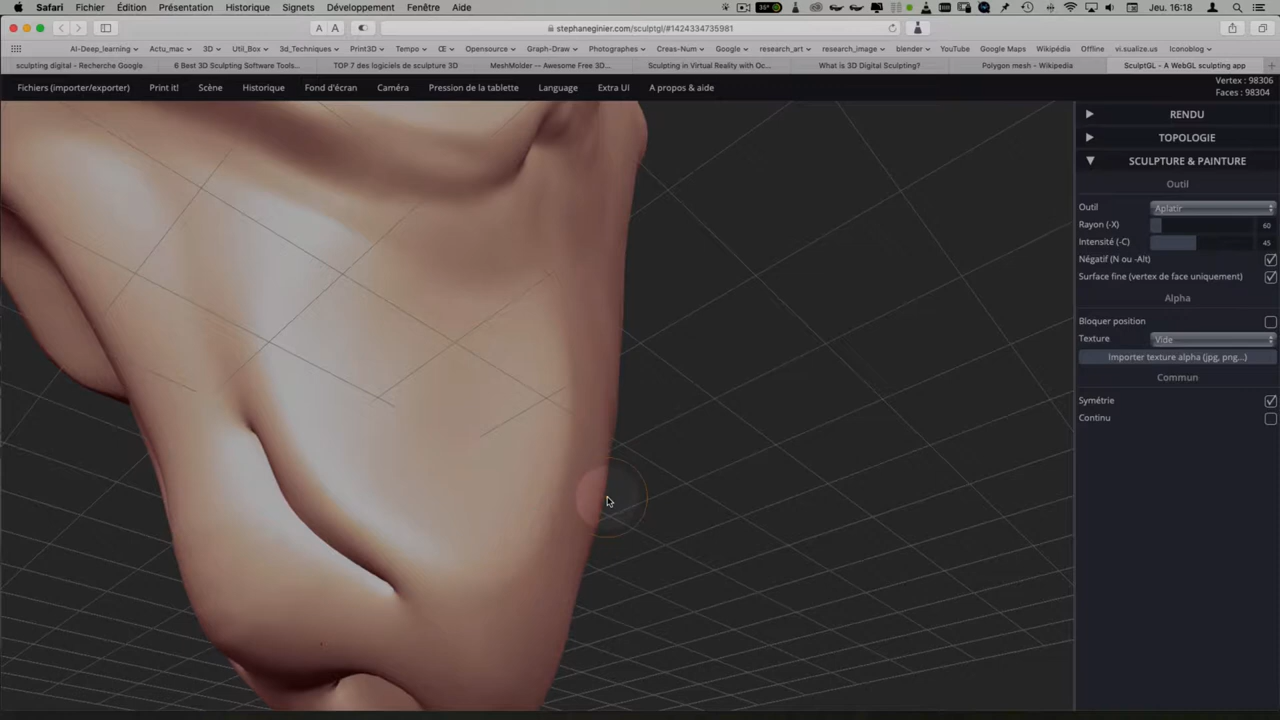 Safari Fichier Édition Présentation Historique Signets Développement Fenêtre Aide 35° Jeu. 16:18
A A stephaneginier.com/sculptgl/#1424334735981
AI-Deep_learning Actu_mac 3D Util_Box 3d_Techniques Print3D Tempo Œ Opensource Graph-Draw Photographes Creas-Num Google research_art research_image blender YouTube Google Maps Wikipédia Offline vi.sualize.us Iconoblog
sculpting digital - Recherche Google 6 Best 3D Sculpting Software Tools... TOP 7 des logiciels de sculpture 3D MeshMolder -- Awesome Free 3D... Sculpting in Virtual Reality with Oc... What is 3D Digital Sculpting? Polygon mesh - Wikipedia SculptGL - A WebGL sculpting app
Fichiers (importer/exporter) Print it! Scène Historique Fond d'écran Caméra Pression de la tablette Language Extra UI A propos & aide
Vertex : 98306
Faces : 98304
RENDU
TOPOLOGIE
SCULPTURE & PAINTURE
Outil
Outil Aplatir
Rayon (-X) 60
Intensité (-C) 45
Négatif (N ou -Alt)
Surface fine (vertex de face uniquement)
Alpha
Bloquer position
Texture Vide
Importer texture alpha (jpg, png...)
Commun
Symétrie
Continu